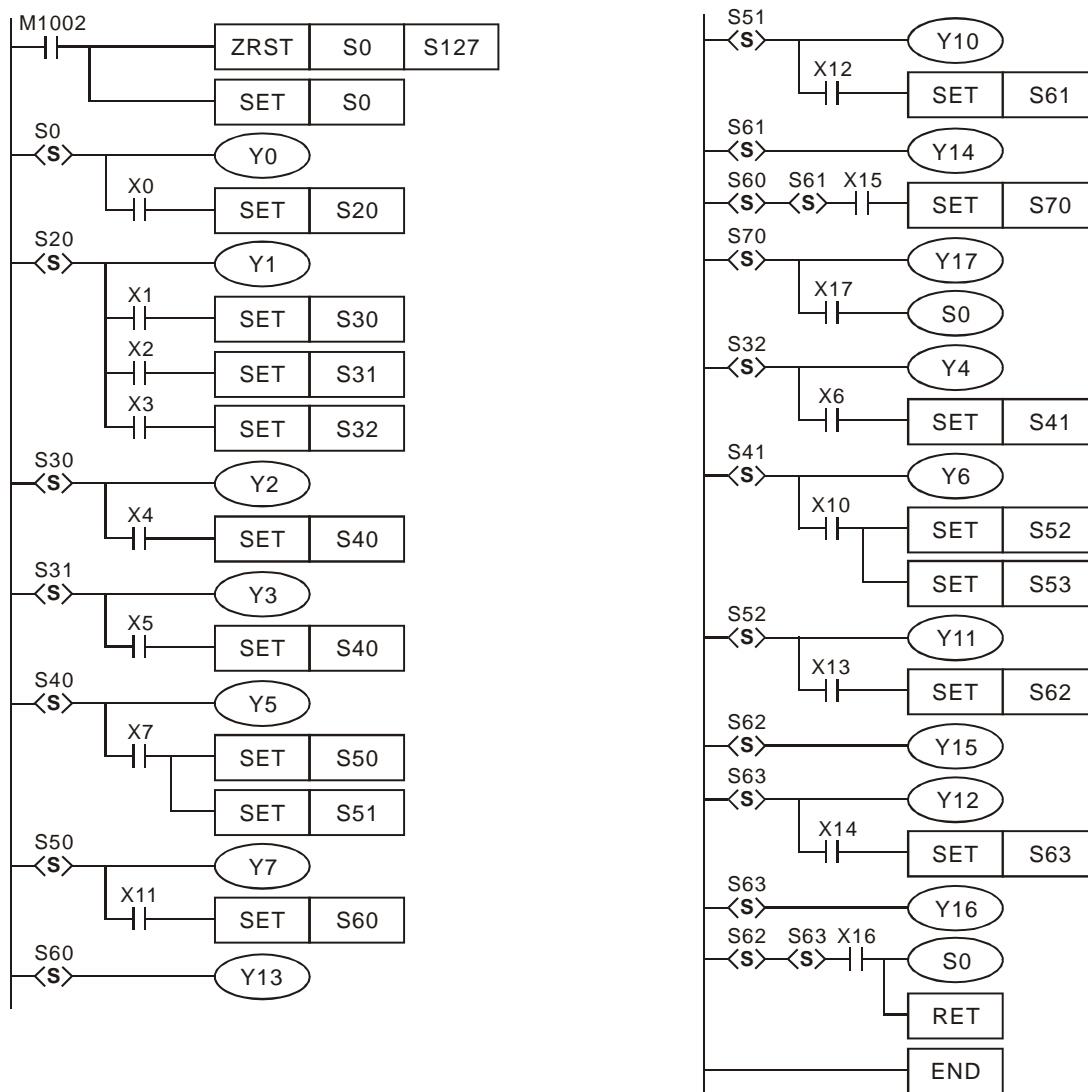 M1002
ZRST S0 S127
SET S0
S0
S Y0
X0
SET S20
S20
S Y1
X1
SET S30
X2
SET S31
X3
SET S32
S30
S Y2
X4
SET S40
S31
S Y3
X5
SET S40
S40
S Y5
X7
SET S50
SET S51
S50
S Y7
X11
SET S60
S60
S Y13
S51
S Y10
X12
SET S61
S61
S Y14
S60 S61 X15
S S SET S70
S70
S Y17
X17
S0
S32
S Y4
X6
SET S41
S41
S Y6
X10
SET S52
SET S53
S52
S Y11
X13
SET S62
S62
S Y15
S63
S Y12
X14
SET S63
S63
S Y16
S62 S63 X16
S S S0
RET
END